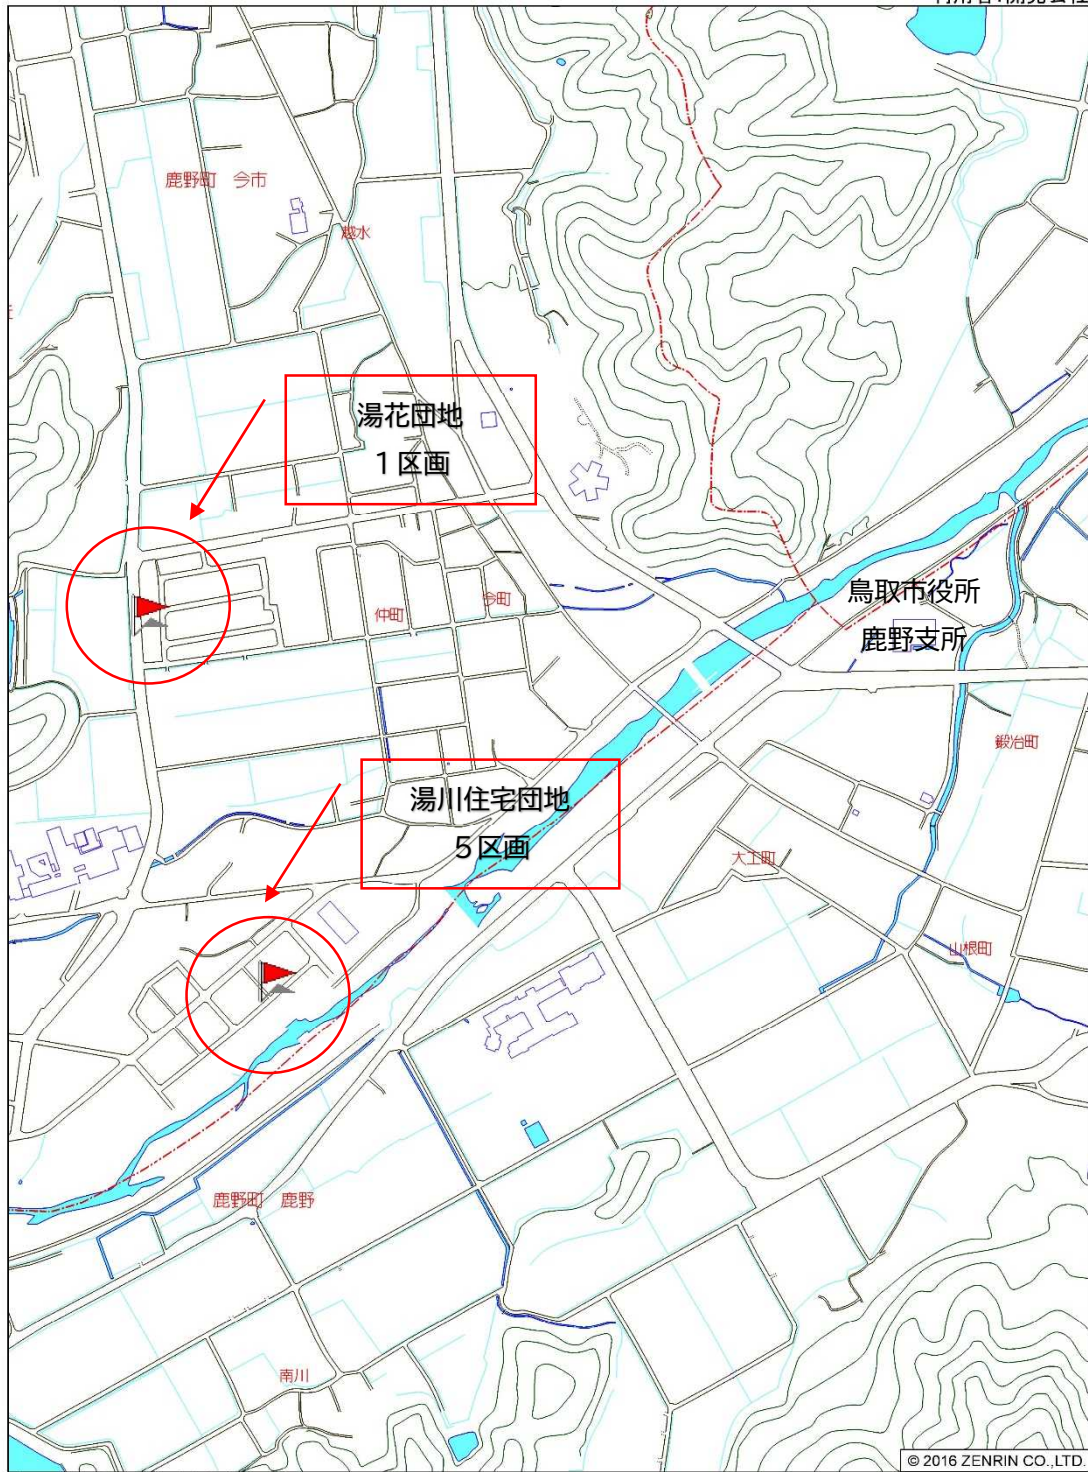 鹿野町 今市
越水
湯花団地
1区画
仲町
今町
鳥取市役所
鹿野支所
鍛冶町
湯川住宅団地
5区画
大工町
山根町
鹿野町 鹿野
南川
© 2016 ZENRIN CO.,LTD.